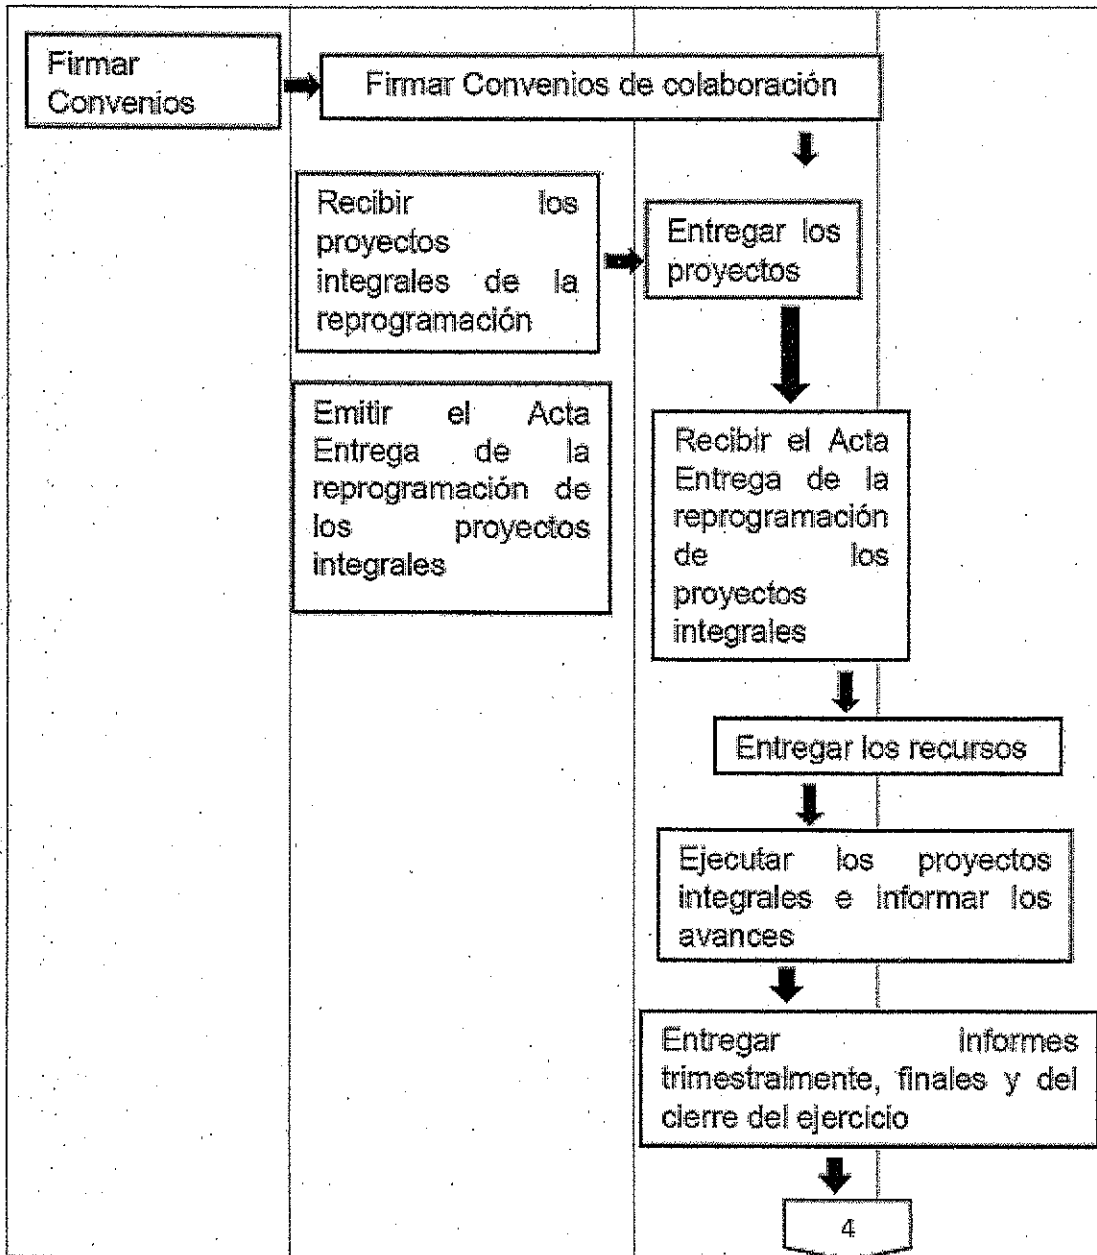 Firmar
Convenios
Firmar Convenios de colaboración
Recibir los
proyectos
integrales de la
reprogramación
Entregar los
proyectos
Emitir el Acta
Entrega de la
reprogramación de
los proyectos
integrales
Recibir el Acta
Entrega de la
reprogramación
de los
proyectos
integrales
Entregar los recursos
Ejecutar los proyectos
integrales e informar los
avances
Entregar informes
trimestralmente, finales y del
cierre del ejercicio
4